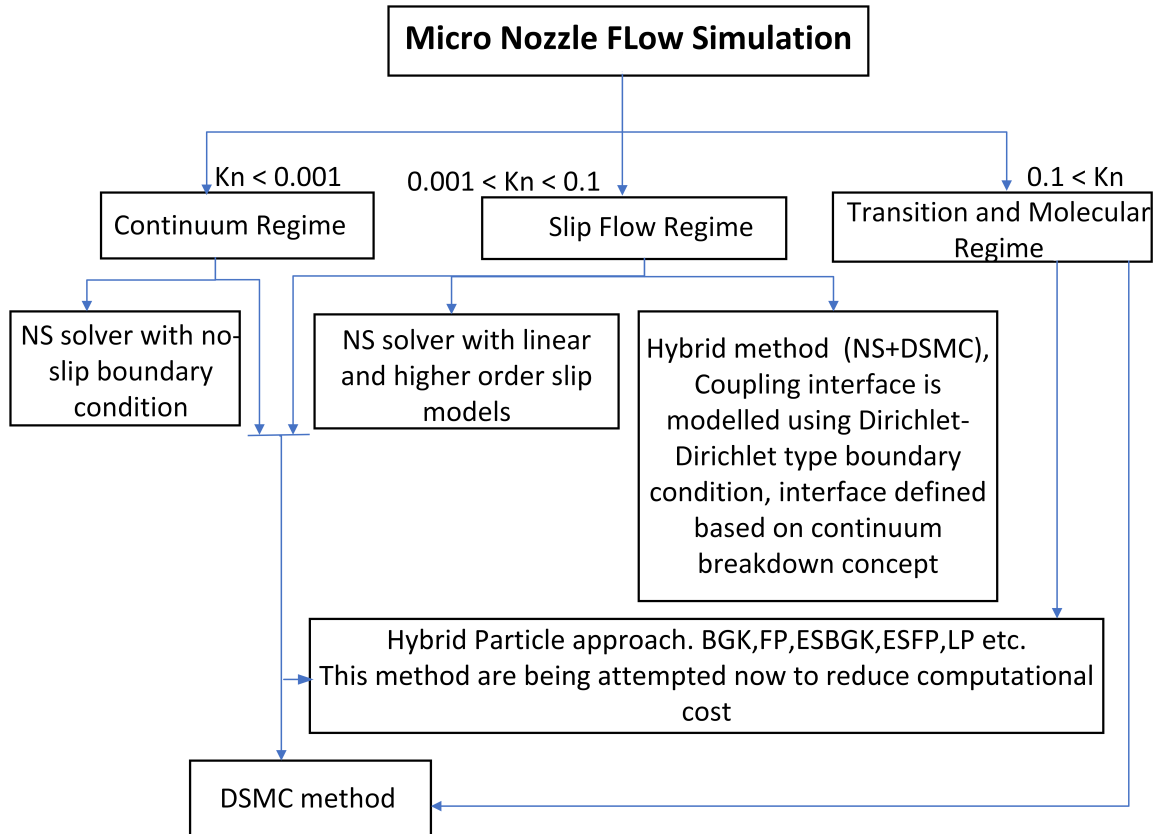 Micro Nozzle FLow Simulation
Kn < 0.001
0.001 < Kn < 0.1
0.1 < Kn
Continuum Regime
Slip Flow Regime
Transition and Molecular
Regime
NS solver with no-
slip boundary
condition
NS solver with linear
and higher order slip
models
Hybrid method  (NS+DSMC),
Coupling interface is
modelled using Dirichlet-
Dirichlet type boundary
condition, interface defined
based on continuum
breakdown concept
Hybrid Particle approach. BGK,FP,ESBGK,ESFP,LP etc.
This method are being attempted now to reduce computational
cost
DSMC method